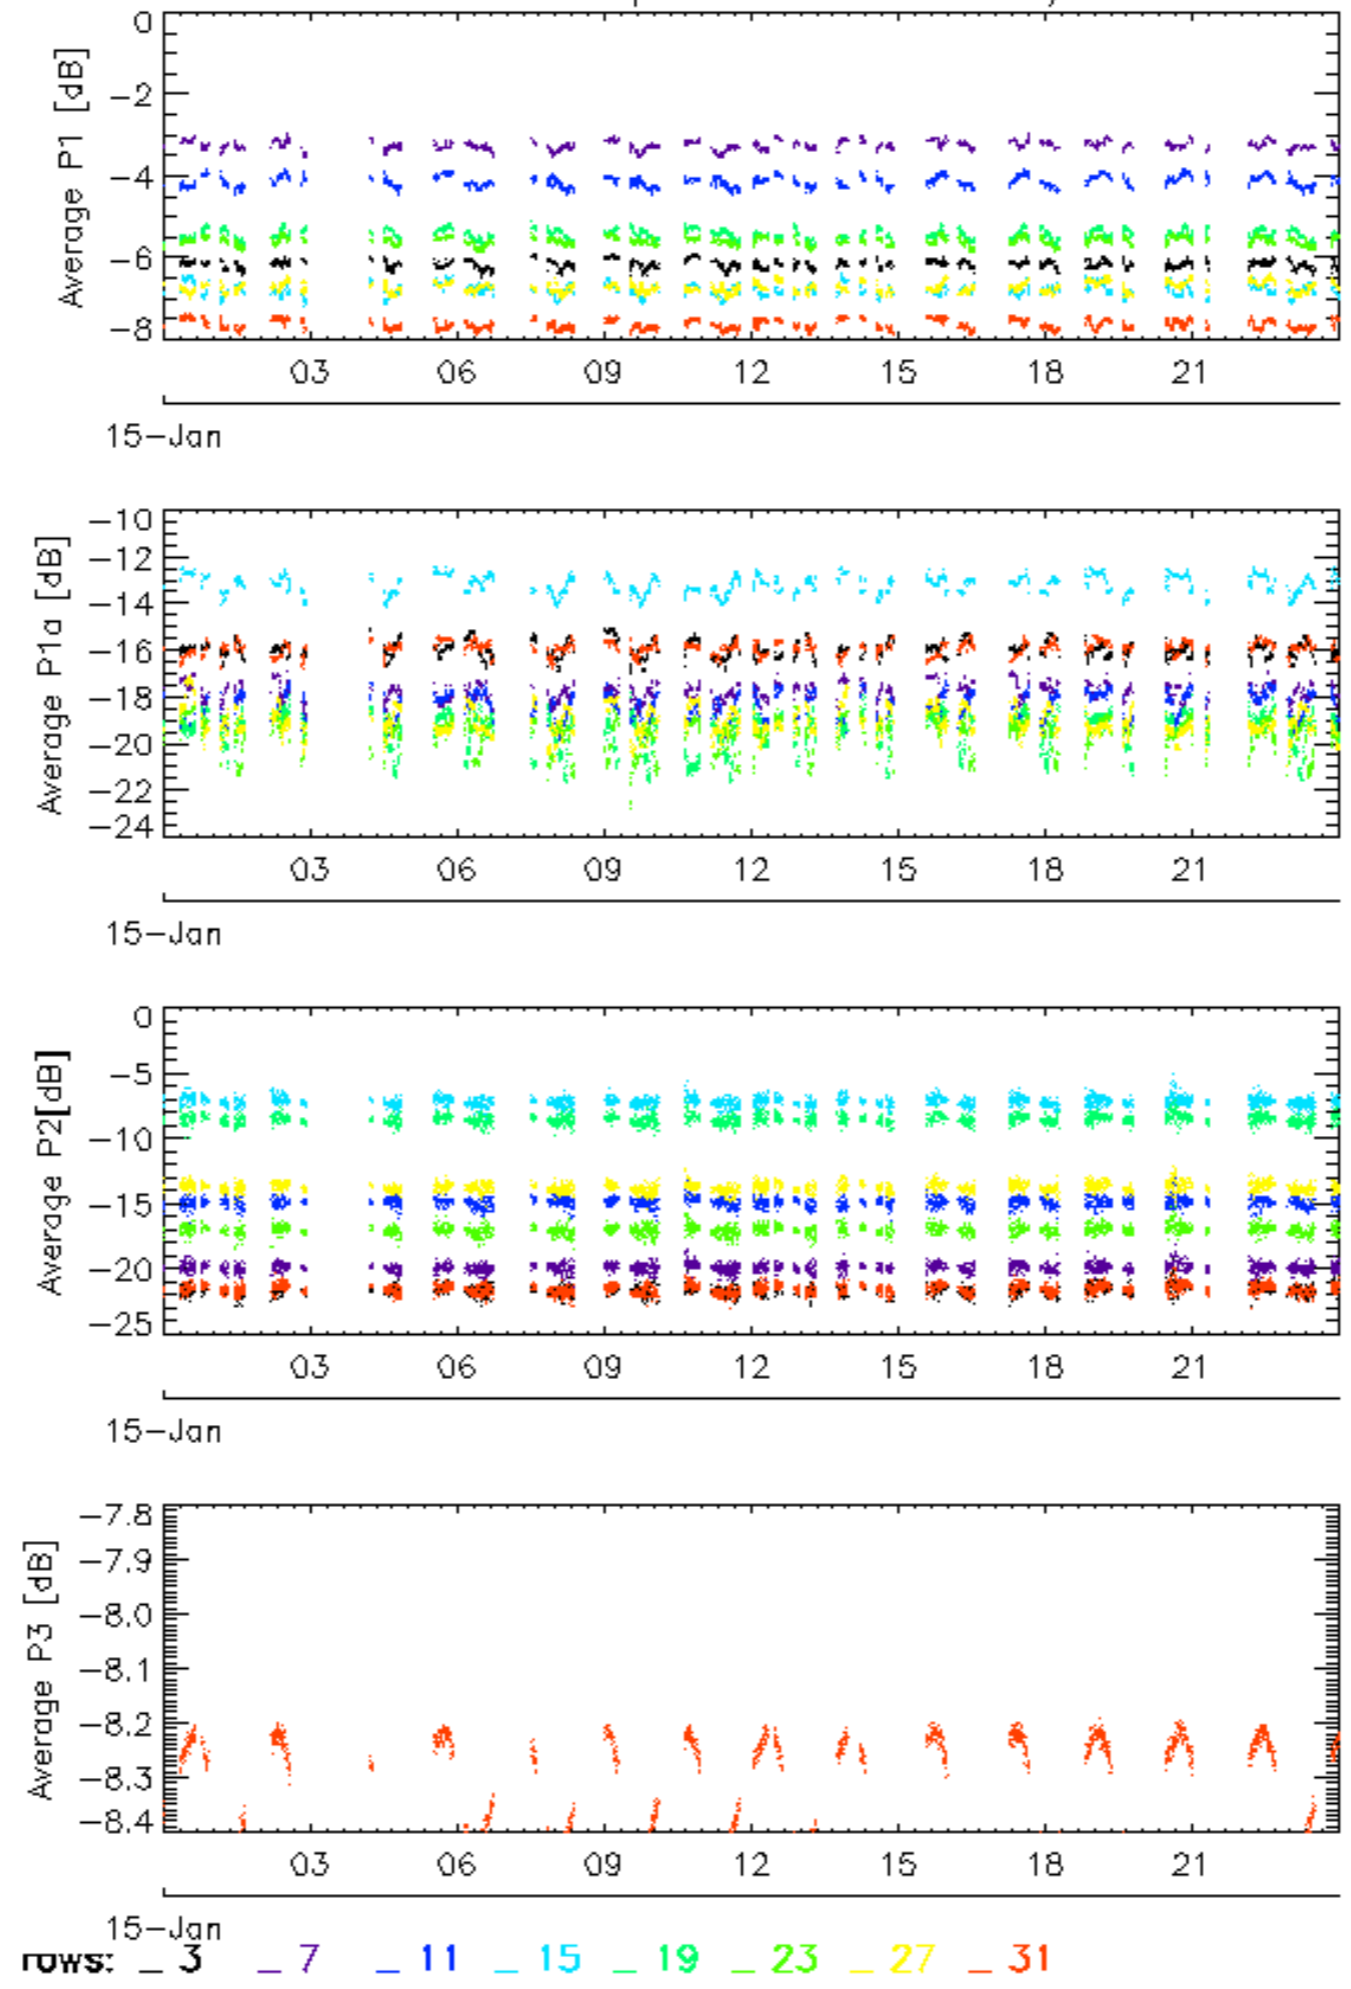 Average P1 [dB]
0
−2
−4
−6
−8
03 06 09 12 15 18 21
15−Jan
Average P1a [dB]
−10
−12
−14
−16
−18
−20
−22
−24
03 06 09 12 15 18 21
15−Jan
Average P2[dB]
0
−5
−10
−15
−20
−25
03 06 09 12 15 18 21
15−Jan
Average P3 [dB]
−7.8
−7.9
−8.0
−8.1
−8.2
−8.3
−8.4
03 06 09 12 15 18 21
15−Jan
rows: _ 3 _ 7 _ 11 _ 15 _ 19 _ 23 _ 27 _ 31